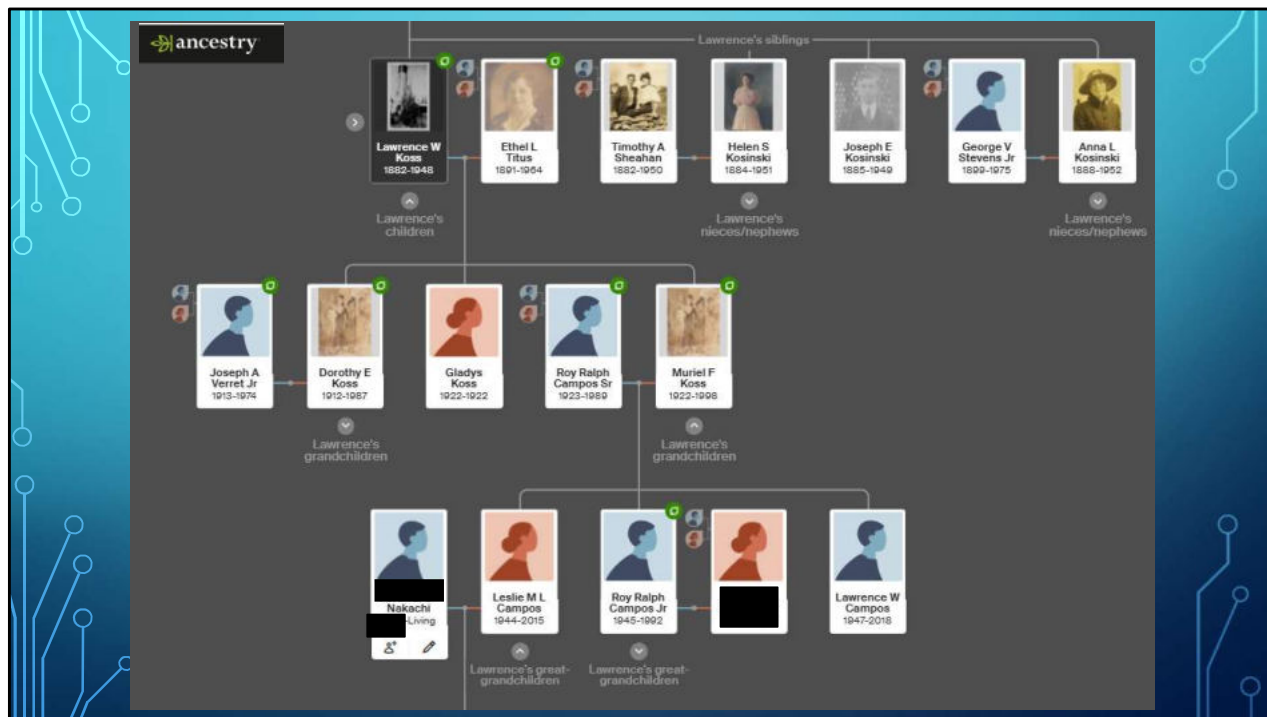 ancestry
Lawrence's siblings
Lawrence W
Koss
1882-1948
Ethel L
Titus
1891-1964
Timothy A
Sheahan
1882-1950
Helen S
Kosinski
1884-1951
Joseph E
Kosinski
1885-1949
George V
Stevens Jr
1899-1975
Anna L
Kosinski
1888-1952
Lawrence's
children
Lawrence's
nieces/nephews
Lawrence's
nieces/nephews
Joseph A
Verret Jr
1913-1974
Dorothy E
Koss
1912-1987
Gladys
Koss
1922-1922
Roy Ralph
Campos Sr
1923-1989
Muriel F
Koss
1922-1998
Lawrence's
grandchildren
Lawrence's
grandchildren
Nakachi
-Living
Leslie M L
Campos
1944-2015
Roy Ralph
Campos Jr
1945-1992
Lawrence W
Campos
1947-2018
Lawrence's great-
grandchildren
Lawrence's great-
grandchildren